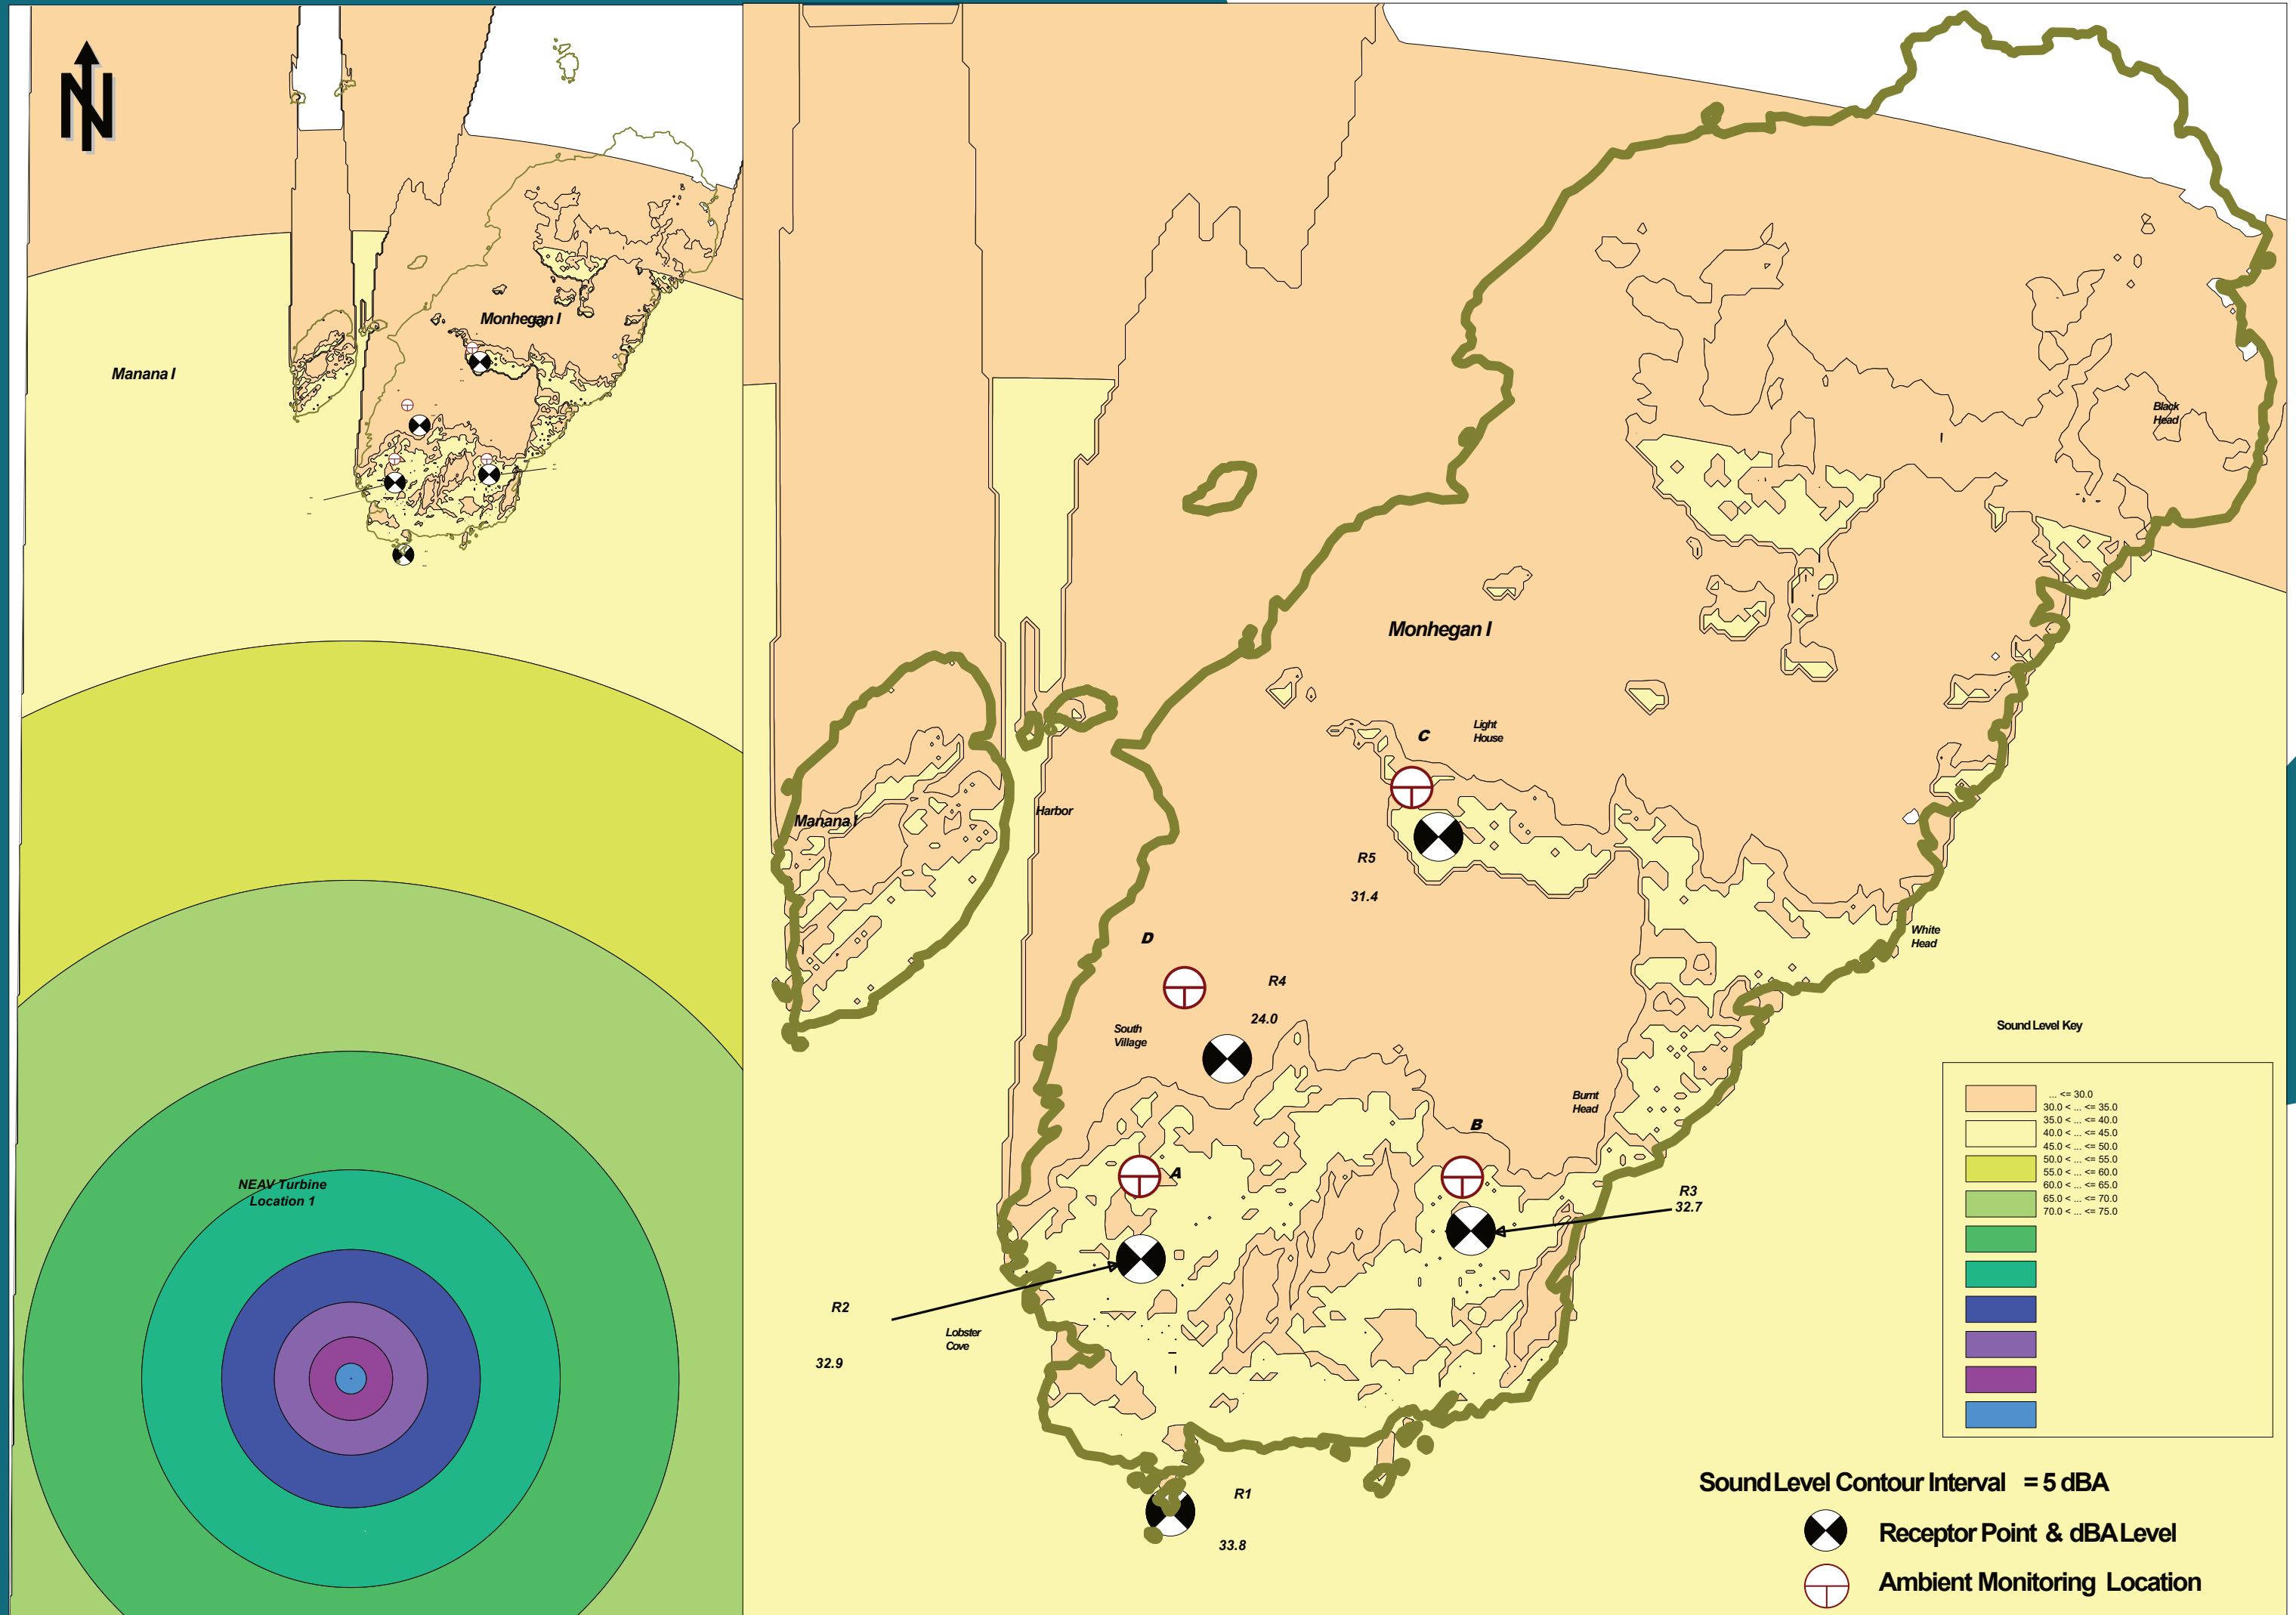 N
Monhegan I
Manana I
NEAV Turbine
Location 1
Black
Head
Monhegan I
Light
House
C
Harbor
Manana I
R5
31.4
White
Head
D
R4
24.0
South
Village
Burnt
Head
B
A
R3
32.7
R2
32.9
Lobster
Cove
R1
33.8
Sound Level Key
... <= 30.0
30.0 < ... <= 35.0
35.0 < ... <= 40.0
40.0 < ... <= 45.0
45.0 < ... <= 50.0
50.0 < ... <= 55.0
55.0 < ... <= 60.0
60.0 < ... <= 65.0
65.0 < ... <= 70.0
70.0 < ... <= 75.0
Sound Level Contour Interval = 5 dBA
Receptor Point & dBA Level
Ambient Monitoring Location